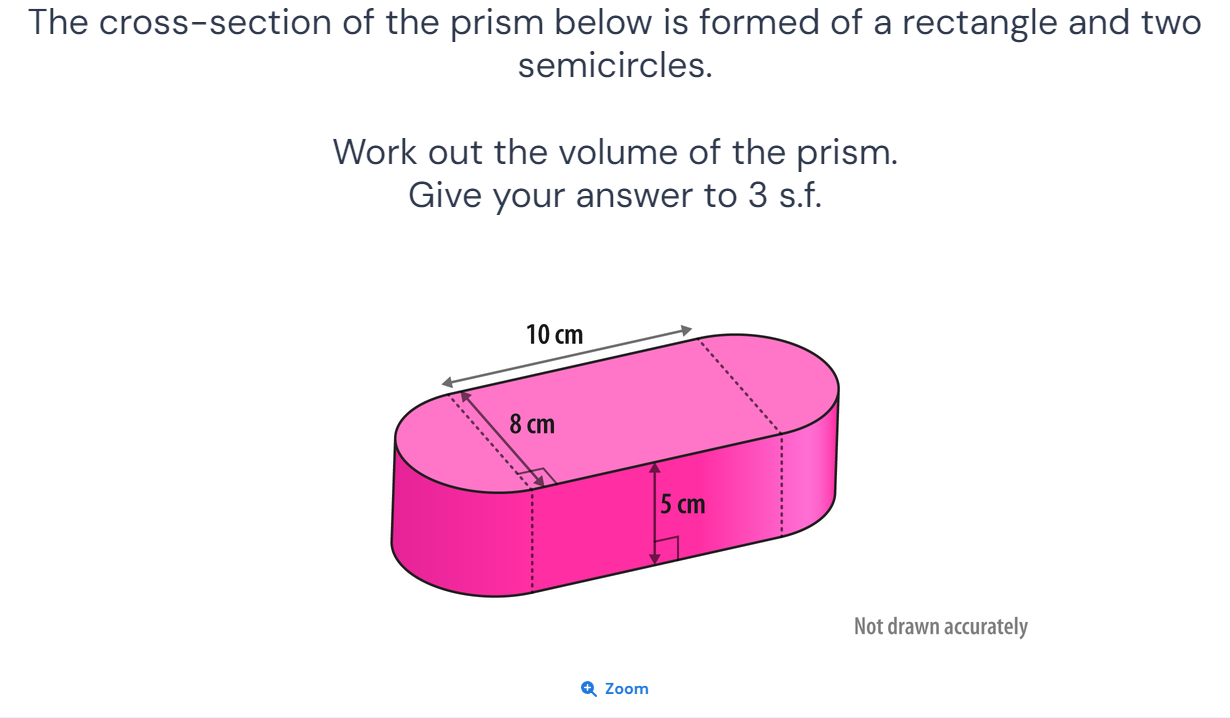 The cross-section of the prism below is formed of a rectangle and two
semicircles.
Work out the volume of the prism.
Give your answer to 3 s.f.
10 cm
8 cm
5 cm
Not drawn accurately
Zoom